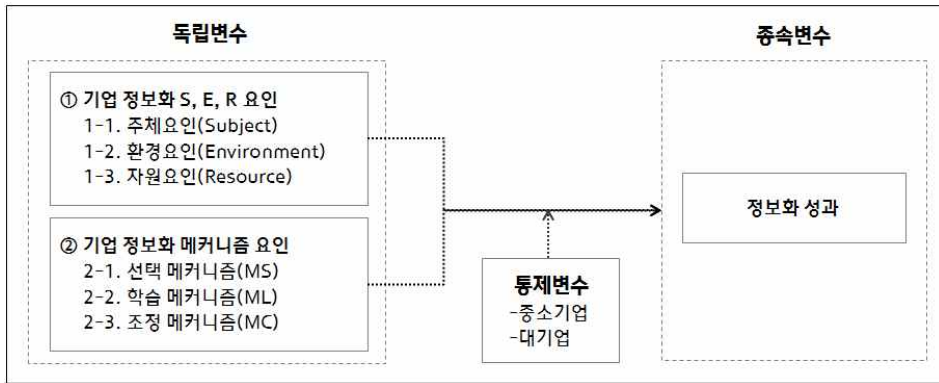 독립변수
① 기업 정보화 S, E, R 요인
1-1. 주체요인(Subject)
1-2. 환경요인(Environment)
1-3. 자원요인(Resource)
② 기업 정보화 메커니즘 요인
2-1. 선택 메커니즘(MS)
2-2. 학습 메커니즘(ML)
2-3. 조정 메커니즘(MC)
통제변수
-중소기업
-대기업
종속변수
정보화 성과